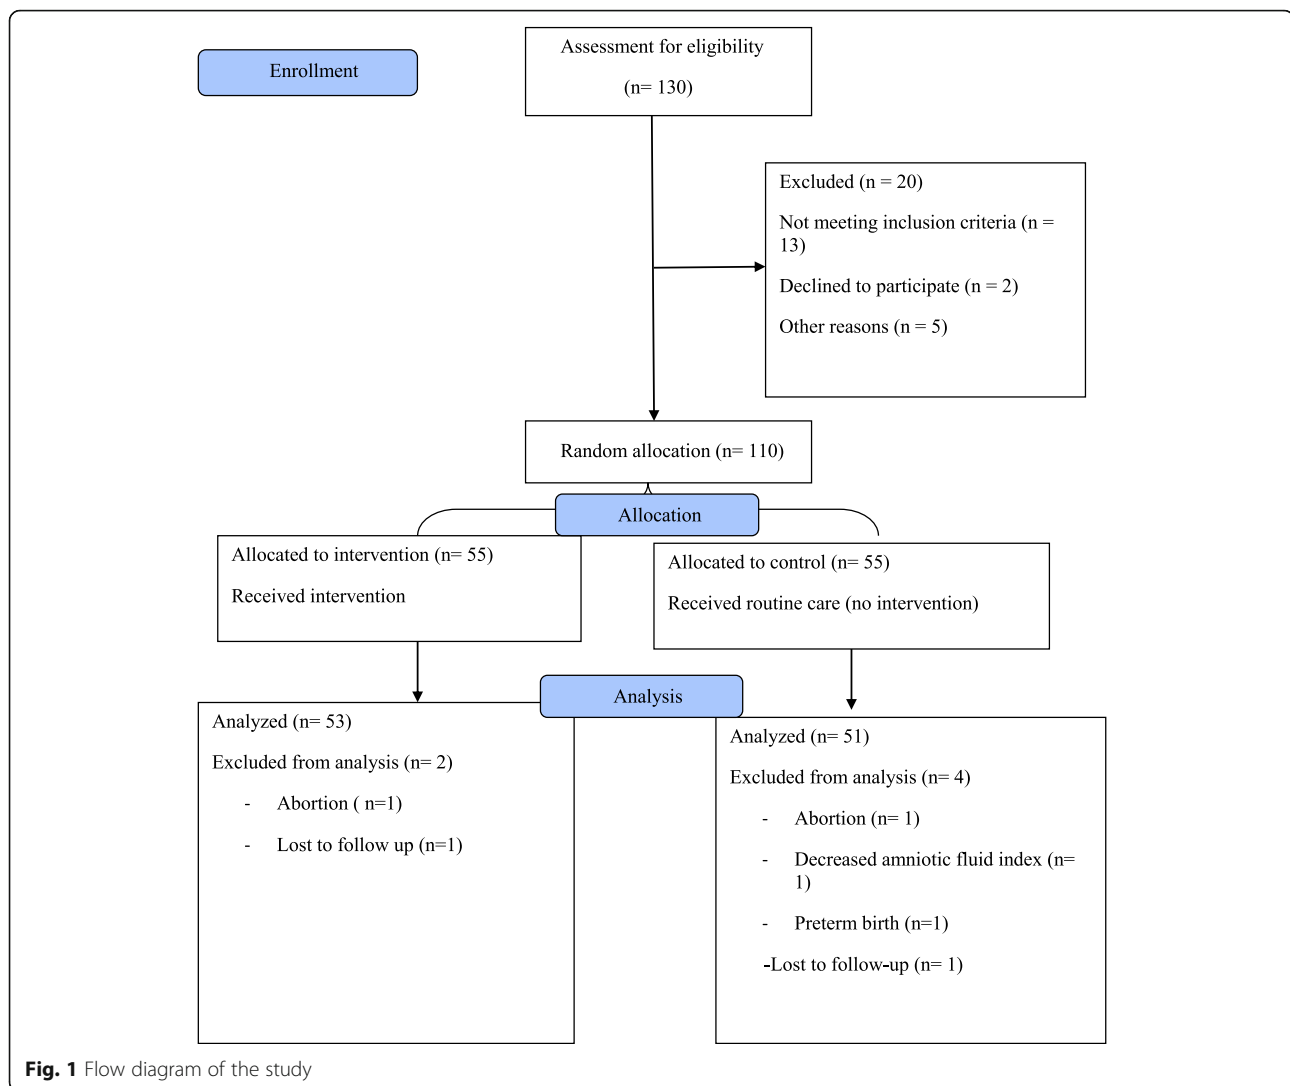 Enrollment
Assessment for eligibility
(n= 130)
Excluded (n = 20)
Not meeting inclusion criteria (n =
13)
Declined to participate (n = 2)
Other reasons (n = 5)
Random allocation (n= 110)
Allocation
Allocated to intervention (n= 55)
Received intervention
Allocated to control (n= 55)
Received routine care (no intervention)
Analysis
Analyzed (n= 53)
Excluded from analysis (n= 2)
- Abortion ( n=1)
- Lost to follow up (n=1)
Analyzed (n= 51)
Excluded from analysis (n= 4)
- Abortion (n= 1)
- Decreased amniotic fluid index (n=
1)
- Preterm birth (n=1)
-Lost to follow-up (n= 1)
Fig. 1 Flow diagram of the study